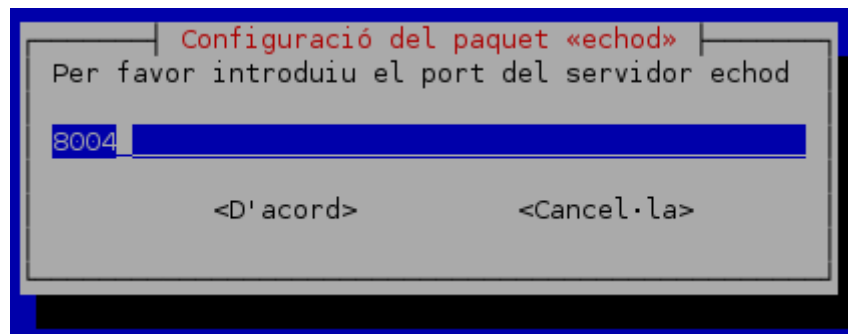 Configuració del paquet «echod»
Per favor introduiu el port del servidor echod
8004
<D'acord> <Cancel·la>